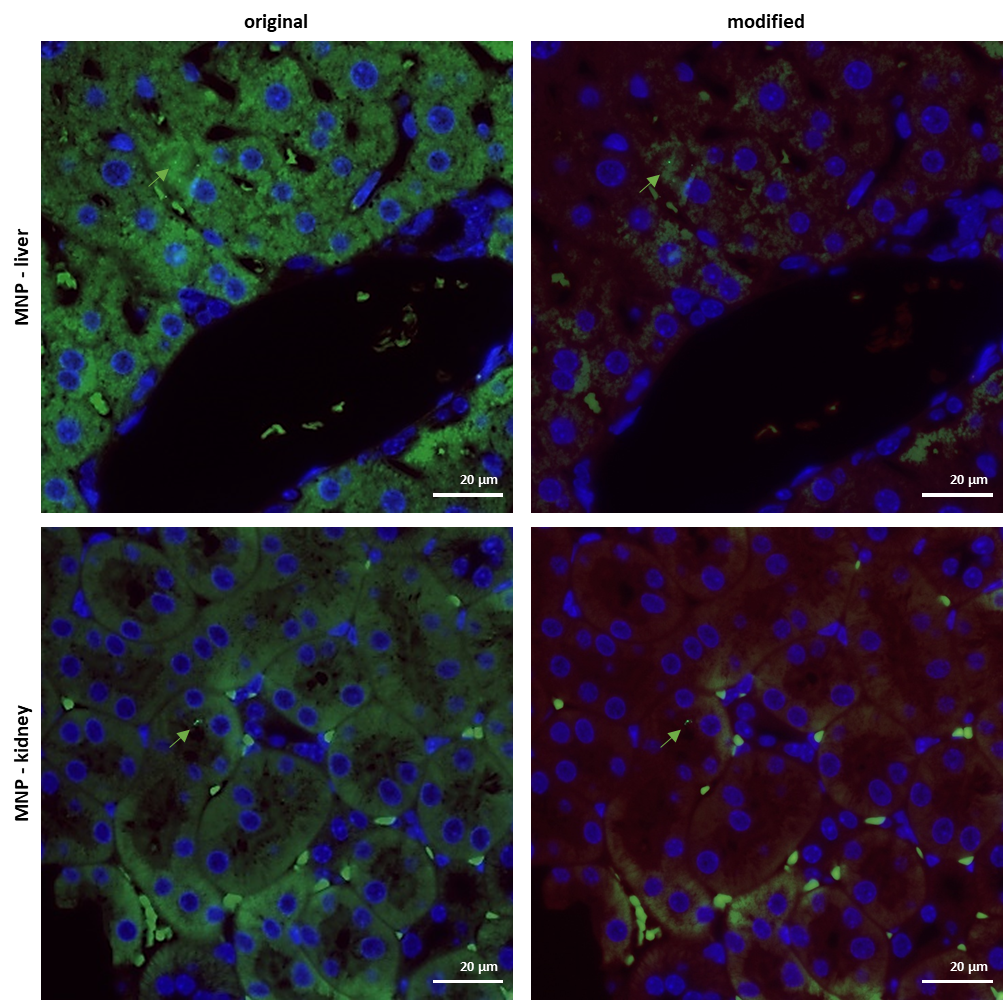 original
modified
MNP - liver
20 µm
20 µm
MNP - kidney
20 µm
20 µm